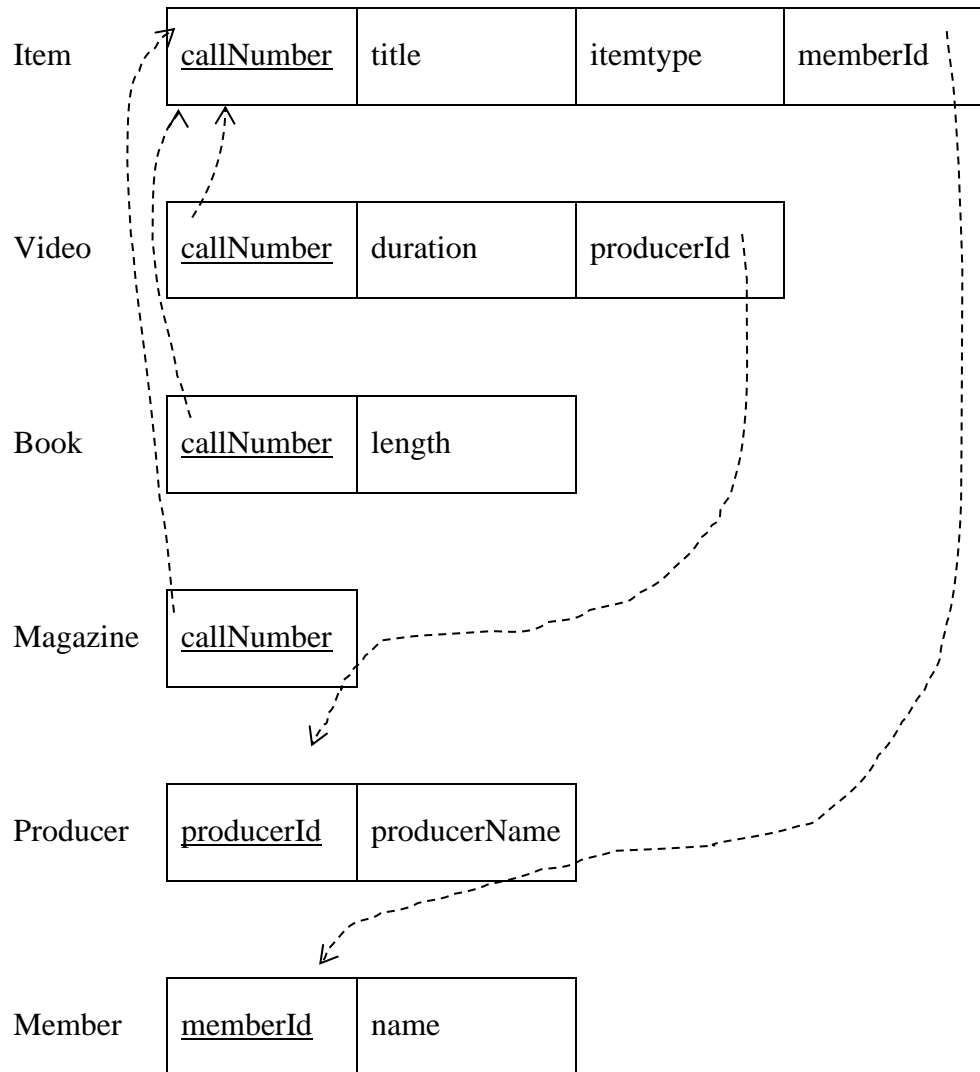 Item callNumber title itemtype memberId
Video callNumber duration producerId
Book callNumber length
Magazine callNumber
Producer producerId producerName
Member memberId name